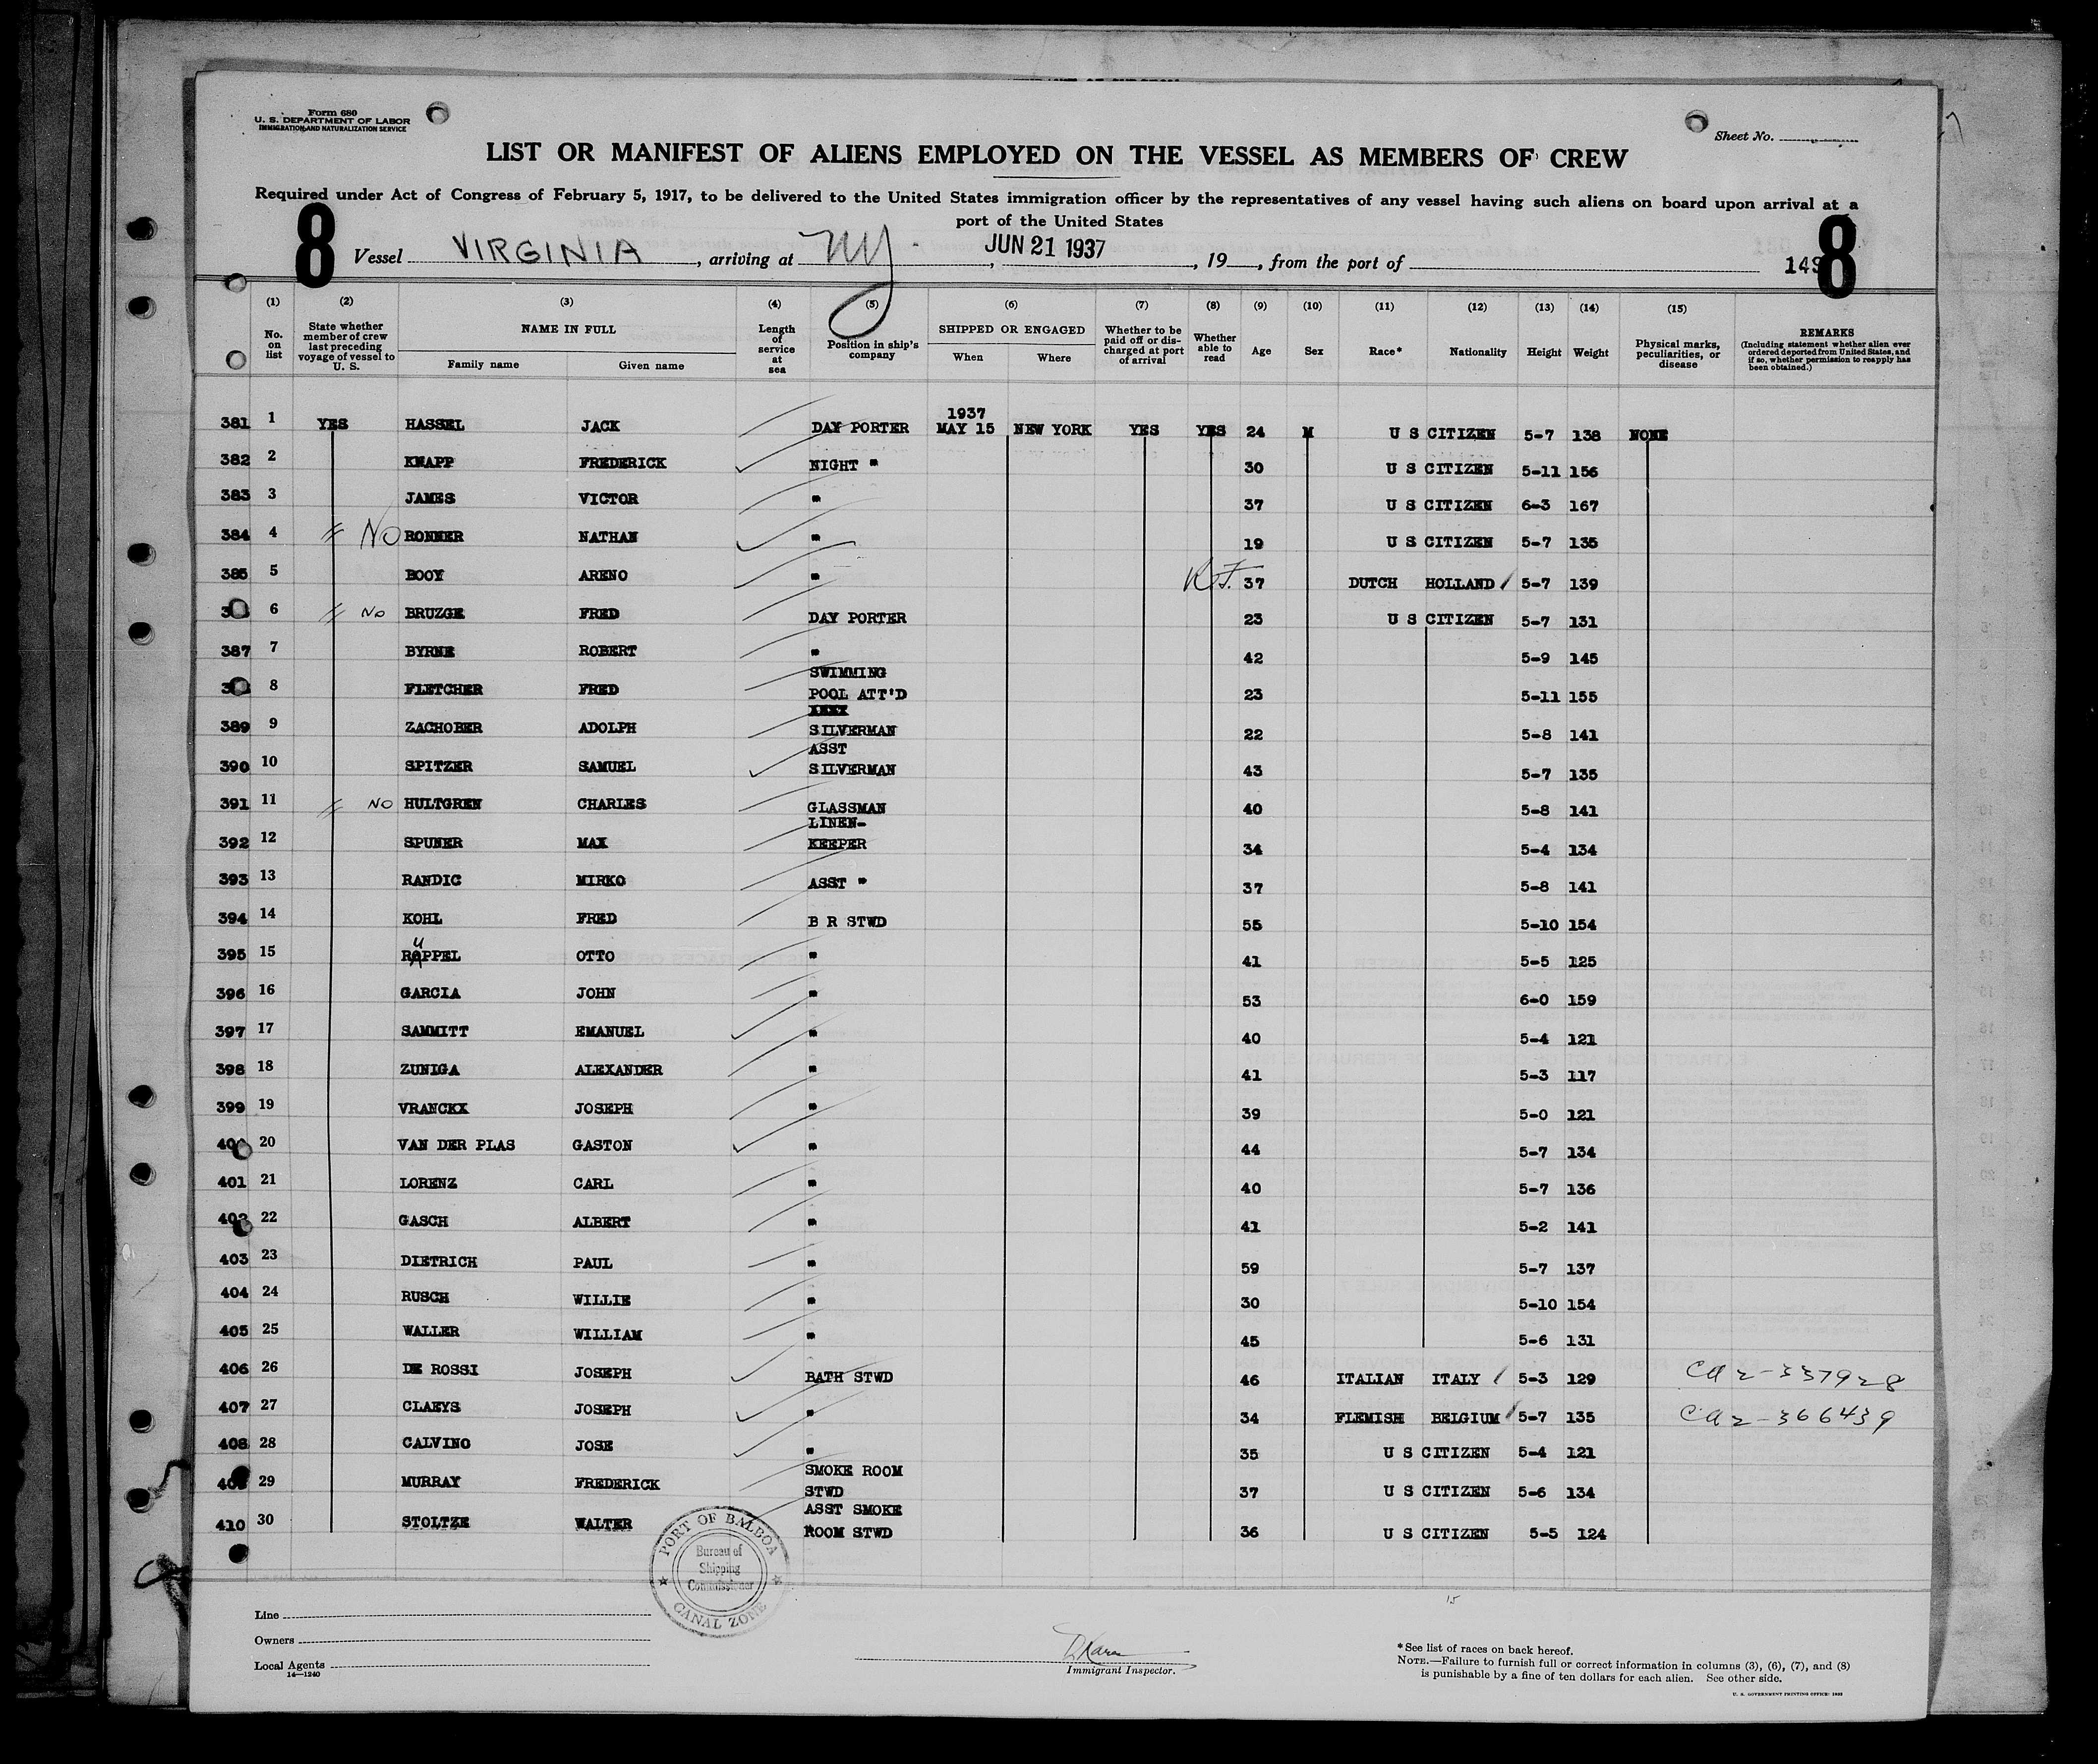 Form 680
U. S. DEPARTMENT OF LABOR
IMMIGRATION AND NATURALIZATION SERVICE
Sheet No.
LIST OR MANIFEST OF ALIENS EMPLOYED ON THE VESSEL AS MEMBERS OF CREW
Required under Act of Congress of February 5, 1917, to be delivered to the United States immigration officer by the representatives of any vessel having such aliens on board upon arrival at a
port of the United States
8 Vessel VIRGINIA, arriving at NY, JUN 21 1937, 19, from the port of 149 8
(1) (2) (3) (4) (5) (6) (7) (8) (9) (10) (11) (12) (13) (14) (15)
No. on list
State whether member of crew last preceding voyage of vessel to U. S.
NAME IN FULL
Family name Given name
Length of service at sea
Position in ship's company
SHIPPED OR ENGAGED
When Where
Whether to be paid off or discharged at port of arrival
Whether able to read
Age Sex Race* Nationality Height Weight
Physical marks, peculiarities, or disease
REMARKS
(Including statement whether alien ever ordered deported from United States, and if so, whether permission to reapply has been obtained.)
381 1 YES HASSEL JACK DAY PORTER 1937 MAY 15 NEW YORK YES YES 24 M U S CITIZEN 5-7 138 NONE
382 2 KNAPP FREDERICK NIGHT " 30 U S CITIZEN 5-11 156
383 3 JAMES VICTOR " 37 U S CITIZEN 6-3 167
384 4 No RONNER NATHAN " 19 U S CITIZEN 5-7 135
385 5 BOOY ARENO " 37 DUTCH HOLLAND 5-7 139
6 No BRUZGE FRED DAY PORTER 23 U S CITIZEN 5-7 131
387 7 BYRNE ROBERT " 42 5-9 145
8 FLETCHER FRED SWIMMING POOL ATT'D 23 5-11 155
389 9 ZACHOBER ADOLPH XXXX SILVERMAN 22 5-8 141
390 10 SPITZER SAMUEL ASST SILVERMAN 43 5-7 135
391 11 NO HULTGREN CHARLES GLASSMAN 40 5-8 141
392 12 SPUNER MAX LINEN-KEEPER 34 5-4 134
393 13 RANDIC MIRKO ASST " 37 5-8 141
394 14 KOHL FRED B R STWD 55 5-10 154
395 15 RUPPEL OTTO " 41 5-5 125
396 16 GARCIA JOHN " 53 6-0 159
397 17 SAMMITT EMANUEL " 40 5-4 121
398 18 ZUNIGA ALEXANDER " 41 5-3 117
399 19 VRANCKX JOSEPH " 39 5-0 121
400 20 VAN DER PLAS GASTON " 44 5-7 134
401 21 LORENZ CARL " 40 5-7 136
402 22 GASCH ALBERT " 41 5-2 141
403 23 DIETRICH PAUL " 59 5-7 137
404 24 RUSCH WILLIE " 30 5-10 154
405 25 WALLER WILLIAM " 45 5-6 131
406 26 DE ROSSI JOSEPH BATH STWD 46 ITALIAN ITALY 5-3 129 Ca 2-337928
407 27 CLAEYS JOSEPH " 34 FLEMISH BELGIUM 5-7 135 Ca 2-366439
408 28 CALVINO JOSE " 35 U S CITIZEN 5-4 121
409 29 MURRAY FREDERICK SMOKE ROOM STWD 37 U S CITIZEN 5-6 134
410 30 STOLTZE WALTER ASST SMOKE ROOM STWD 36 U S CITIZEN 5-5 124
PORT OF BALBOA
Bureau of
Shipping
Commissioner
CANAL ZONE
15
Line
Owners
Local Agents
14—1240
Immigrant Inspector.
*See list of races on back hereof.
NOTE.—Failure to furnish full or correct information in columns (3), (6), (7), and (8)
is punishable by a fine of ten dollars for each alien. See other side.
U. S. GOVERNMENT PRINTING OFFICE: 1932